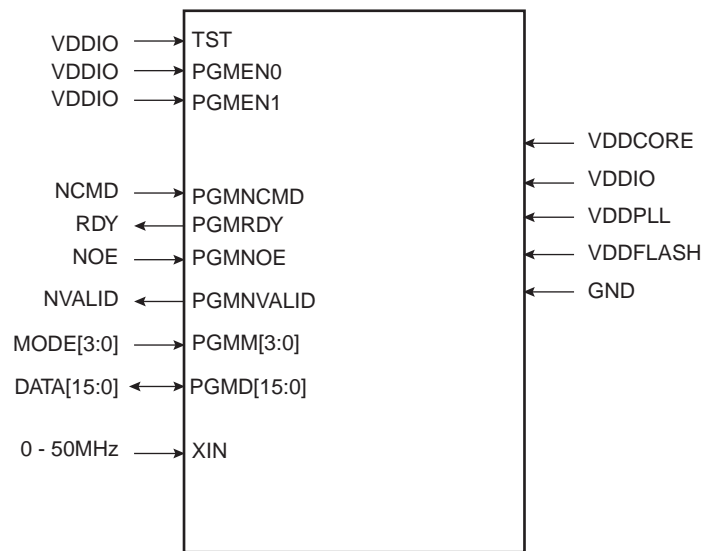 VDDIO TST
VDDIO PGMEN0
VDDIO PGMEN1
VDDCORE
VDDIO
NCMD PGMNCMD
VDDPLL
RDY PGMRDY
VDDFLASH
NOE PGMNOE
GND
NVALID PGMNVALID
MODE[3:0] PGMM[3:0]
DATA[15:0] PGMD[15:0]
0 - 50MHz XIN